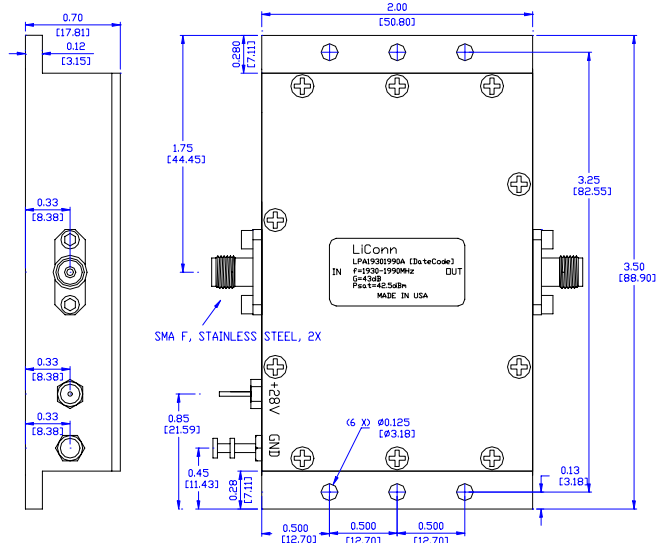 0.70
[17.81]
0.12
[3.15]
2.00
[50.80]
0.280
[7.11]
1.75
[44.45]
3.25
[82.55]
3.50
[88.90]
0.33
[8.38]
LiConn
LPA19301990A [DateCode]
IN f=1930-1990MHz OUT
G=43dB
Psat=42.5dBm
MADE IN USA
SMA F, STAINLESS STEEL, 2X
0.33
[8.38]
+28V
0.33
[8.38]
0.85
[21.59]
(6 X) Ø0.125
[Ø3.18]
GND
0.45
[11.43]
0.28
[7.11]
0.13
[3.18]
0.500 0.500 0.500
[12.70] [12.70] [12.70]